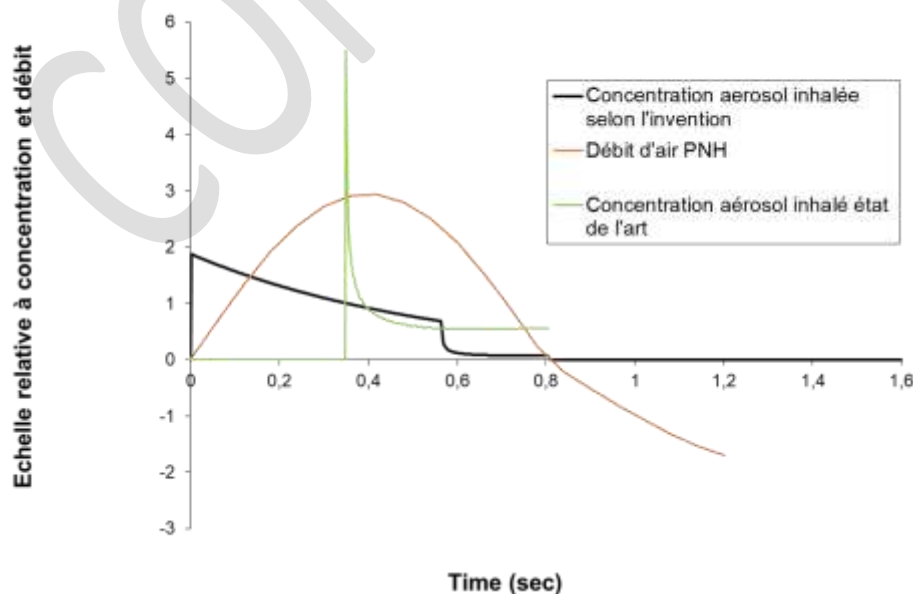 Echelle relative à concentration et débit
6
5
4
3
2
1
0
-1
-2
-3
0
0,2
0,4
0,6
0,8
1
1,2
1,4
1,6
Time (sec)
Concentration aerosol inhalée
selon l'invention
Débit d'air PNH
Concentration aérosol inhalé état
de l'art